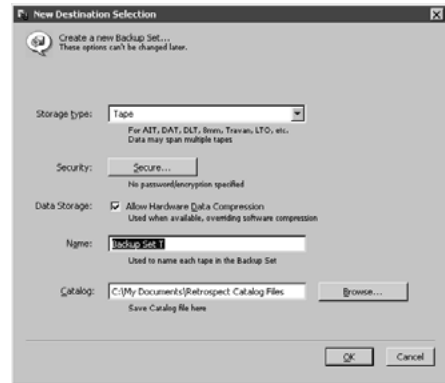 New Destination Selection
Create a new Backup Set...
These options can't be changed later.
Storage type: Tape
For AIT, DAT, DLT, 8mm, Travan, LTO, etc.
Data may span multiple tapes
Security: Secure...
No password/encryption specified
Data Storage: Allow Hardware Data Compression
Used when available, overriding software compression
Name: Backup Set T
Used to name each tape in the Backup Set
Catalog: C:\My Documents\Retrospect Catalog Files Browse...
Save Catalog file here
OK Cancel